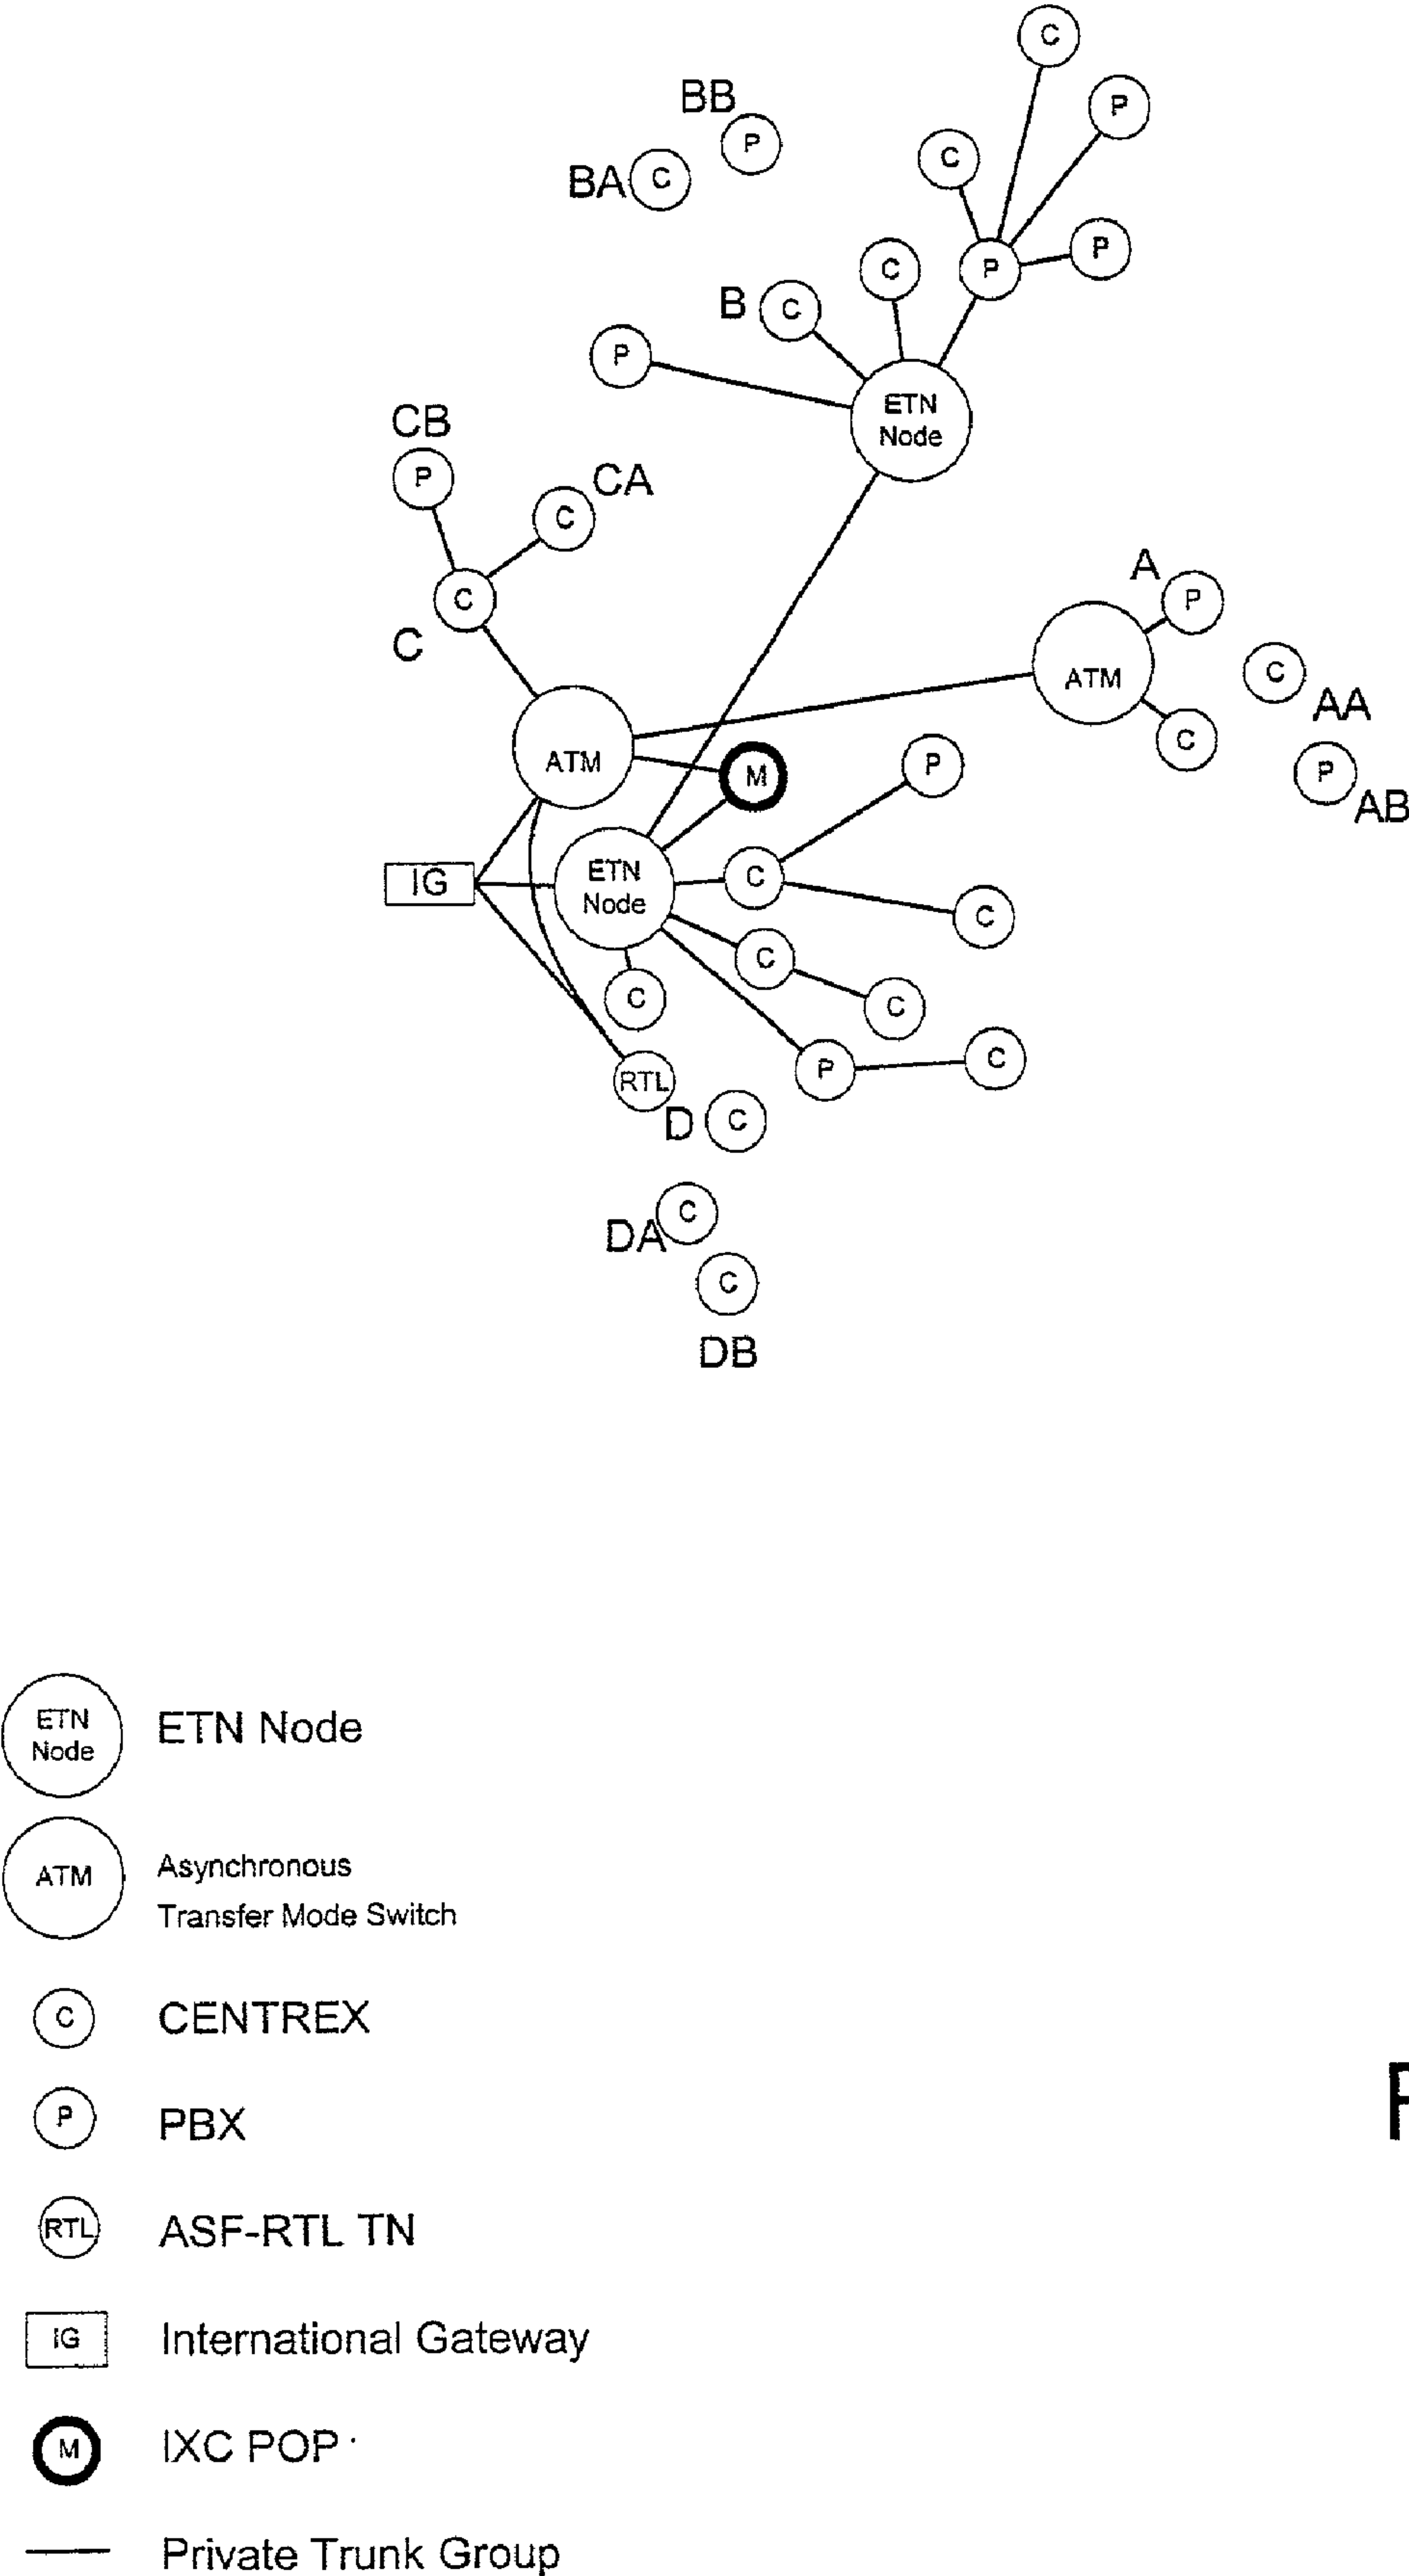 C
BB
P
P
BA
C
C
C
P
P
B
C
P
ETN
Node
CB
P
CA
C
C
C
A
P
ATM
C
AA
C
ATM
M
P
P
AB
IG
ETN
Node
C
C
C
C
C
RTL
P
C
D
C
DA
C
C
DB
ETN
Node
ETN Node
ATM
Asynchronous
Transfer Mode Switch
C
CENTREX
P
PBX
RTL
ASF-RTL TN
IG
International Gateway
M
IXC POP
Private Trunk Group